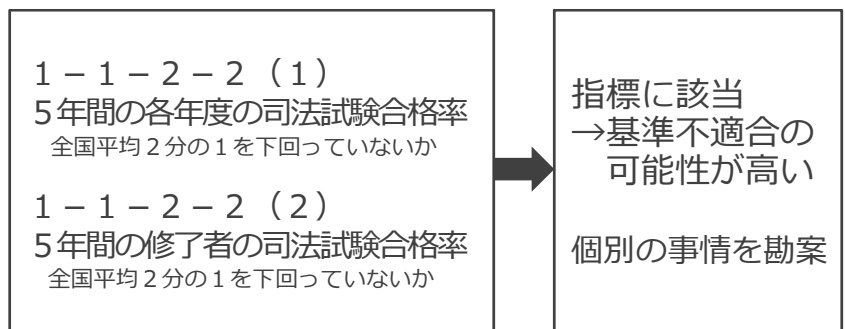 １－１－２－２（１）
５年間の各年度の司法試験合格率
全国平均２分の１を下回っていないか
１－１－２－２（２）
５年間の修了者の司法試験合格率
全国平均２分の１を下回っていないか
指標に該当
→基準不適合の
可能性が高い
個別の事情を勘案